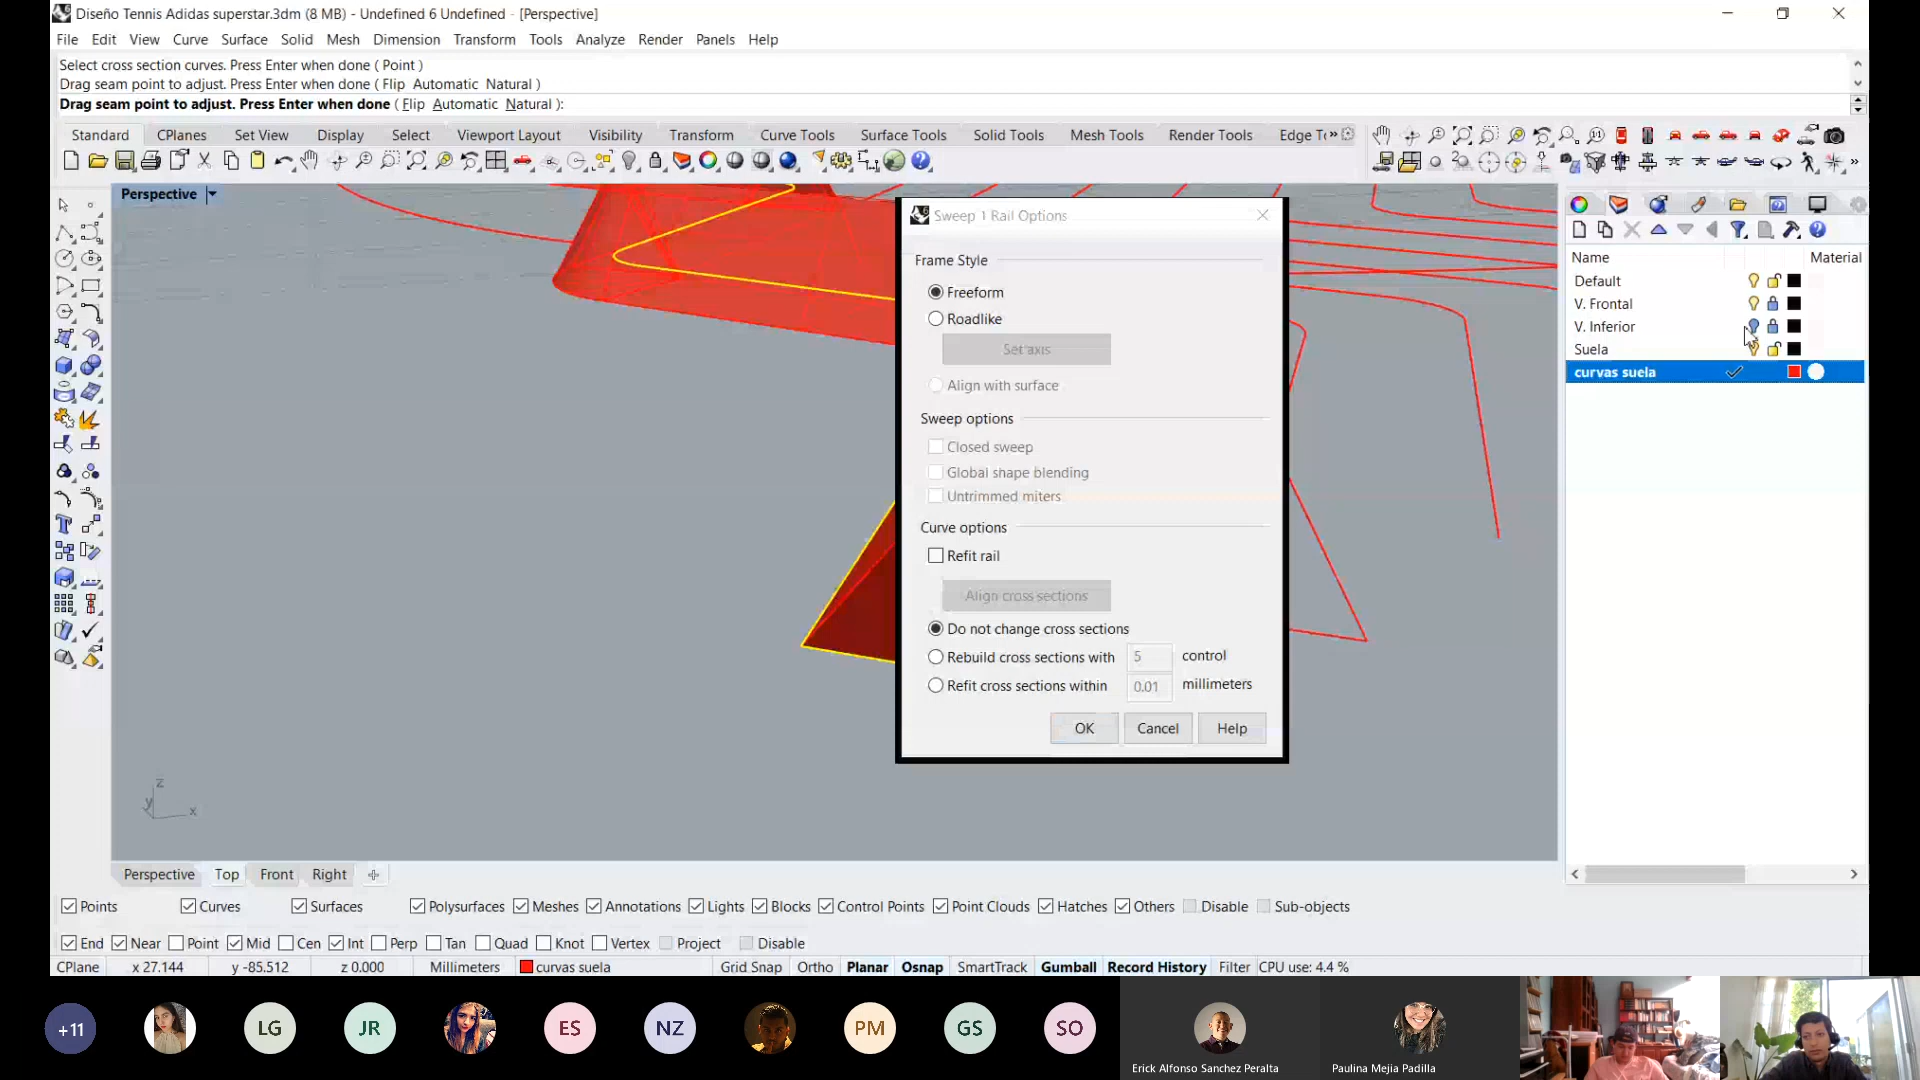 Diseño Tennis Adidas superstar.3dm (8 MB) - Undefined 6 Undefined - [Perspective]
File Edit View Curve Surface Solid Mesh Dimension Transform Tools Analyze Render Panels Help
Select cross section curves. Press Enter when done ( Point )
Drag seam point to adjust. Press Enter when done ( Flip Automatic Natural )
Drag seam point to adjust. Press Enter when done ( Flip Automatic Natural ):
Standard CPlanes Set View Display Select Viewport Layout Visibility Transform Curve Tools Surface Tools Solid Tools Mesh Tools Render Tools Edge T
Perspective
Sweep 1 Rail Options
Frame Style
Freeform
Roadlike
Set axis
Align with surface
Sweep options
Closed sweep
Global shape blending
Untrimmed miters
Curve options
Refit rail
Align cross sections
Do not change cross sections
Rebuild cross sections with 5 control
Refit cross sections within 0.01 millimeters
OK Cancel Help
Name Material
Default
V. Frontal
V. Inferior
Suela
curvas suela
z
y
x
Perspective Top Front Right
Points Curves Surfaces Polysurfaces Meshes Annotations Lights Blocks Control Points Point Clouds Hatches Others Disable Sub-objects
End Near Point Mid Cen Int Perp Tan Quad Knot Vertex Project Disable
CPlane x 27.144 y -85.512 z 0.000 Millimeters curvas suela Grid Snap Ortho Planar Osnap SmartTrack Gumball Record History Filter CPU use: 4.4 %
+11 LG JR ES NZ PM GS SO
Erick Alfonso Sanchez Peralta
Paulina Mejia Padilla